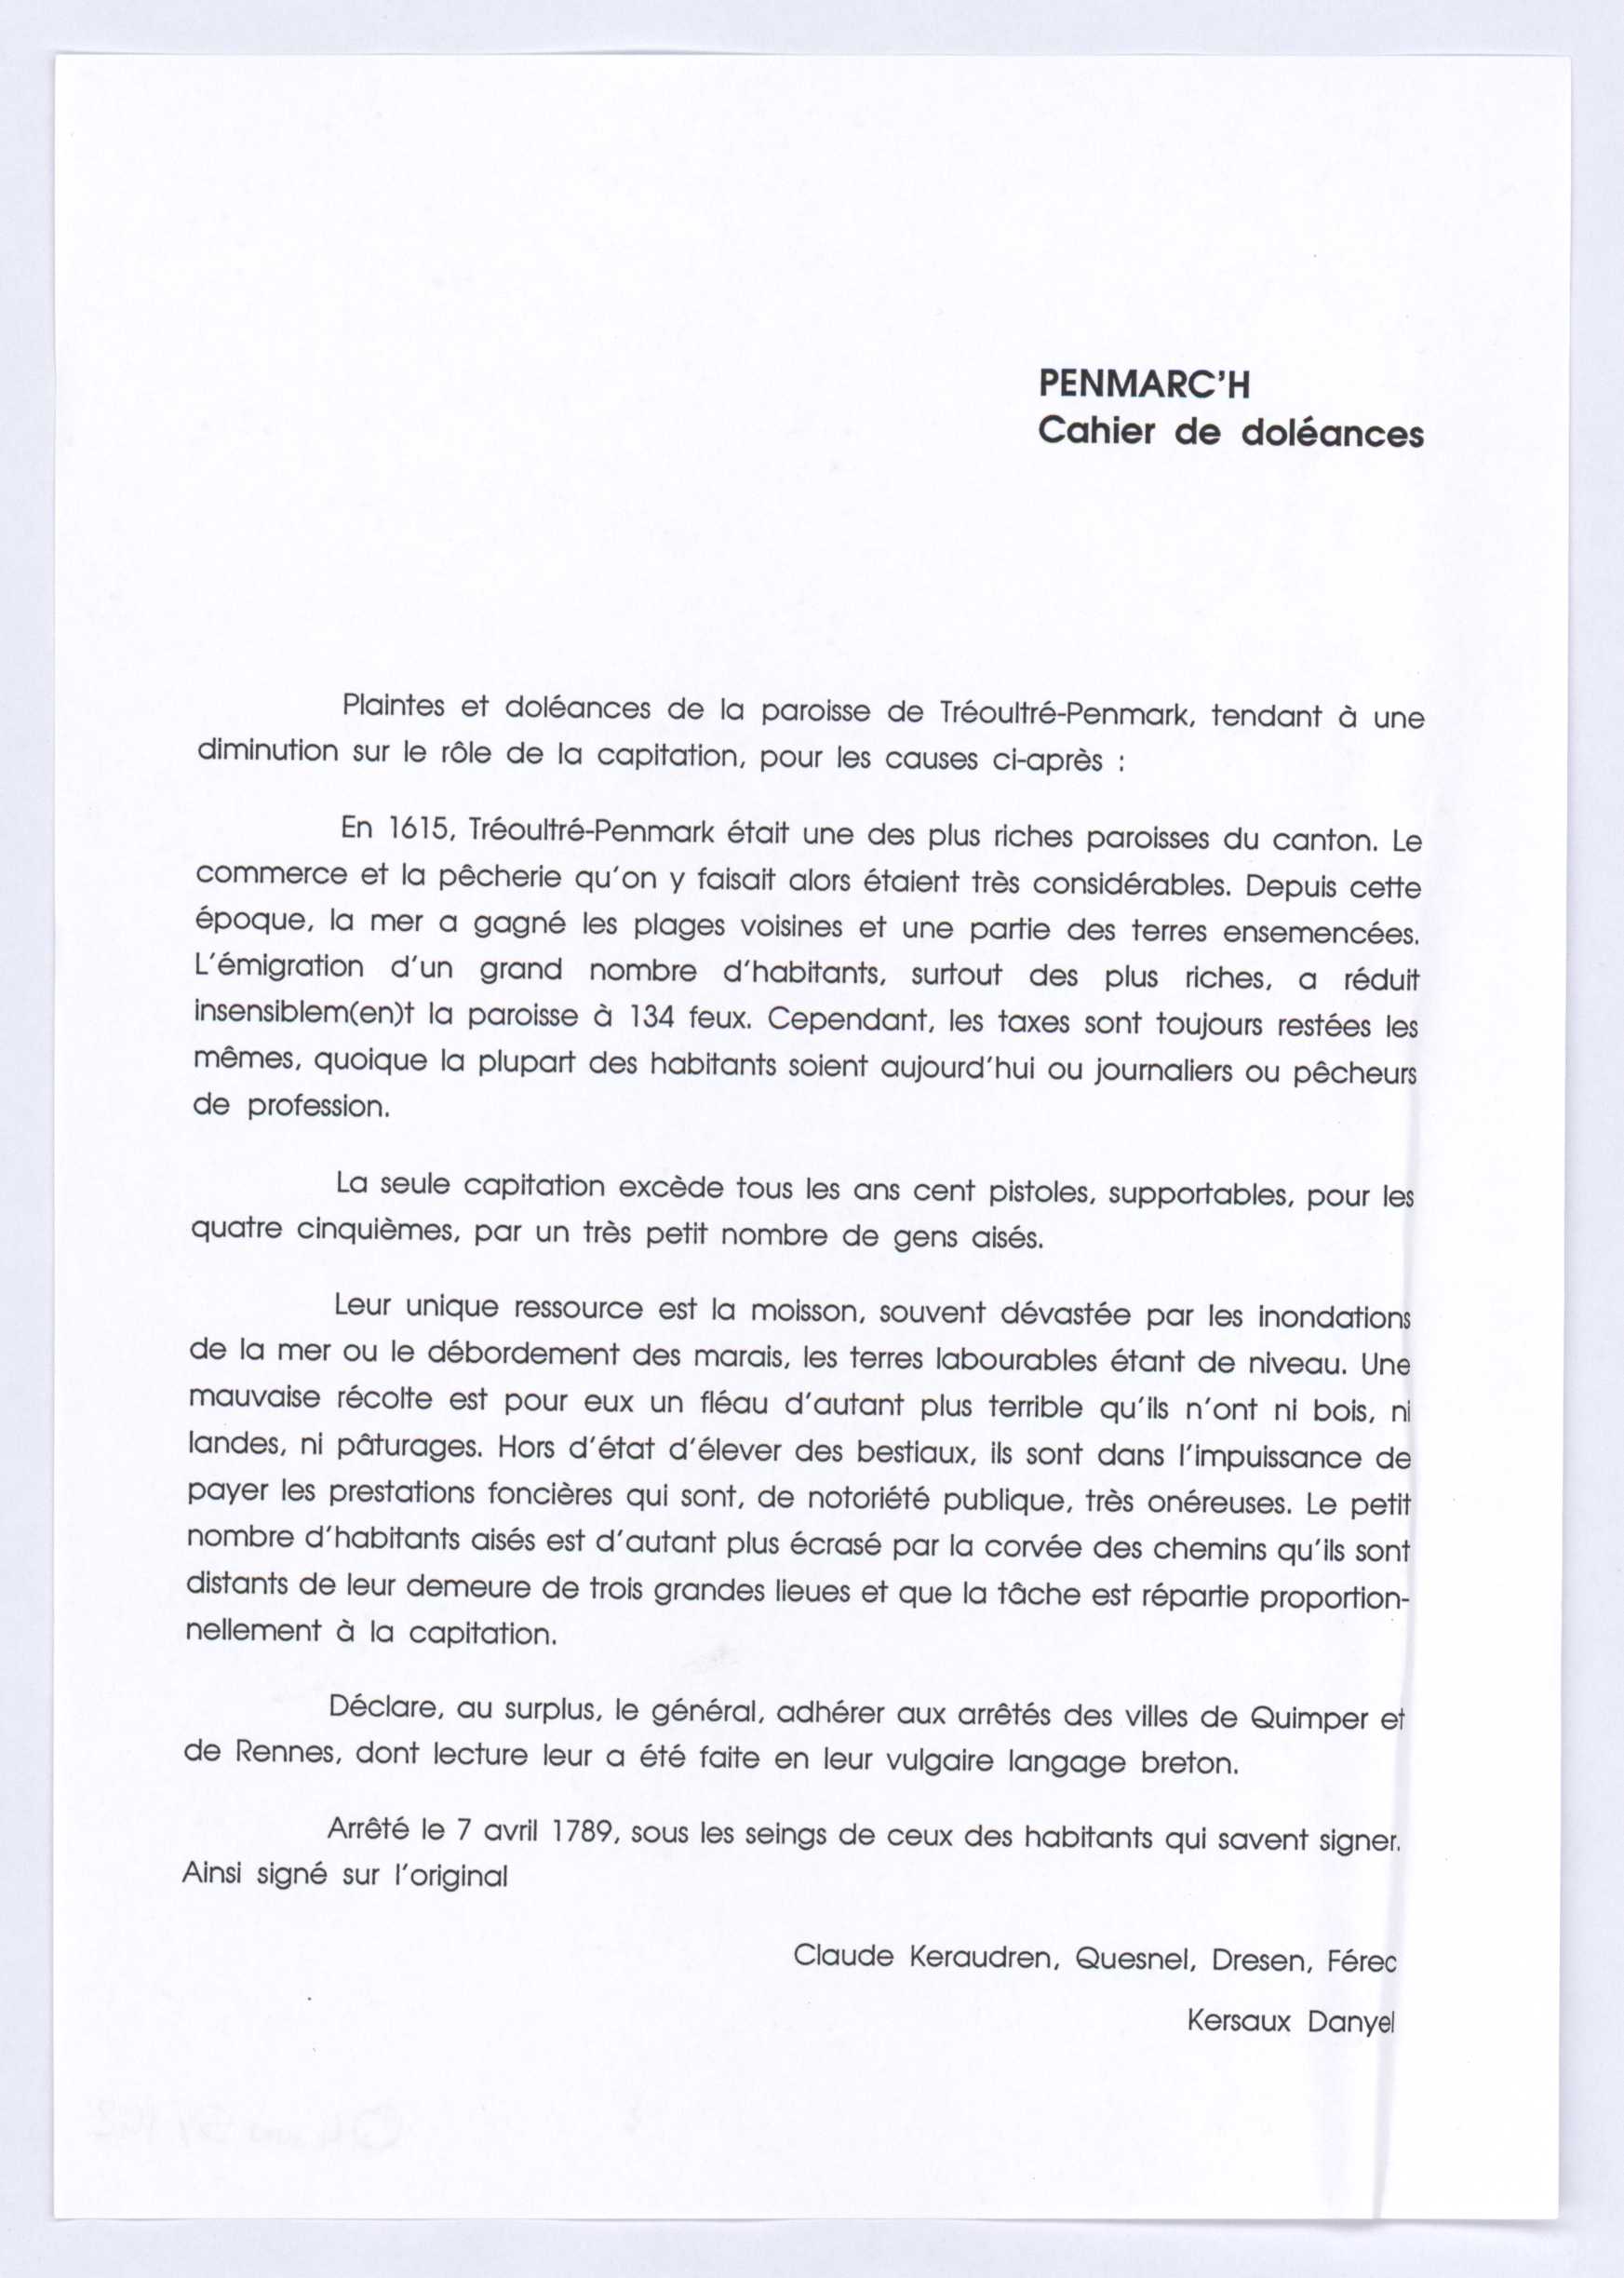 PENMARC'H
Cahier de doléances
Plaintes et doléances de la paroisse de Tréoultré-Penmark, tendant à une
diminution sur le rôle de la capitation, pour les causes ci-après :
En 1615, Tréoultré-Penmark était une des plus riches paroisses du canton. Le
commerce et la pêcherie qu'on y faisait alors étaient très considérables. Depuis cette
époque, la mer a gagné les plages voisines et une partie des terres ensemencées.
L'émigration d'un grand nombre d'habitants, surtout des plus riches, a réduit
insensiblem(en)t la paroisse à 134 feux. Cependant, les taxes sont toujours restées les
mêmes, quoique la plupart des habitants soient aujourd'hui ou journaliers ou pêcheurs
de profession.
La seule capitation excède tous les ans cent pistoles, supportables, pour les
quatre cinquièmes, par un très petit nombre de gens aisés.
Leur unique ressource est la moisson, souvent dévastée par les inondations
de la mer ou le débordement des marais, les terres labourables étant de niveau. Une
mauvaise récolte est pour eux un fléau d'autant plus terrible qu'ils n'ont ni bois, ni
landes, ni pâturages. Hors d'état d'élever des bestiaux, ils sont dans l'impuissance de
payer les prestations foncières qui sont, de notoriété publique, très onéreuses. Le petit
nombre d'habitants aisés est d'autant plus écrasé par la corvée des chemins qu'ils sont
distants de leur demeure de trois grandes lieues et que la tâche est répartie proportion-
nellement à la capitation.
Déclare, au surplus, le général, adhérer aux arrêtés des villes de Quimper et
de Rennes, dont lecture leur a été faite en leur vulgaire langage breton.
Arrêté le 7 avril 1789, sous les seings de ceux des habitants qui savent signer.
Ainsi signé sur l'original
Claude Keraudren, Quesnel, Dresen, Férec
Kersaux Danyel